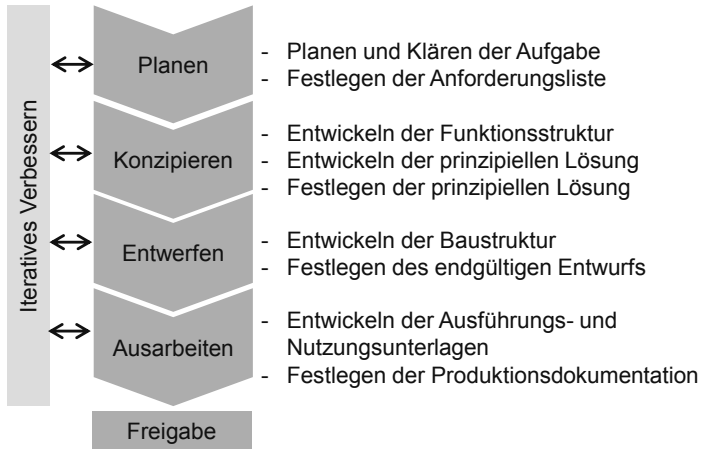 Iteratives Verbessern
Planen
- Planen und Klären der Aufgabe
- Festlegen der Anforderungsliste
Konzipieren
- Entwickeln der Funktionsstruktur
- Entwickeln der prinzipiellen Lösung
- Festlegen der prinzipiellen Lösung
Entwerfen
- Entwickeln der Baustruktur
- Festlegen des endgültigen Entwurfs
Ausarbeiten
- Entwickeln der Ausführungs- und
Nutzungsunterlagen
- Festlegen der Produktionsdokumentation
Freigabe